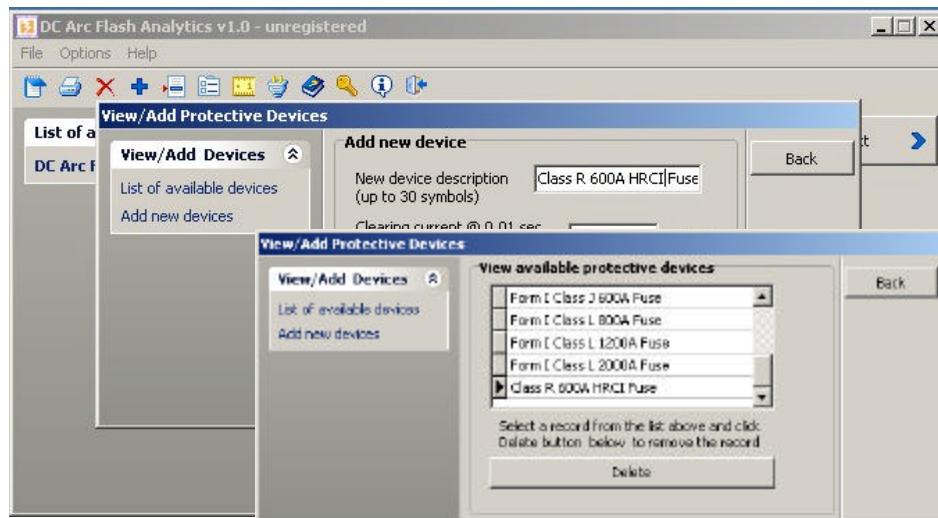 DC Arc Flash Analytics v1.0 - unregistered
File Options Help
View/Add Protective Devices
List of a
DC Arc F
View/Add Devices
List of available devices
Add new devices
Add new device
New device description
(up to 30 symbols)
Class R 600A HRCI Fuse
Clearing current @ 0.01 sec
Back
View/Add Protective Devices
View/Add Devices
List of available devices
Add new devices
View available protective devices
Form I Class J 600A Fuse
Form I Class L 800A Fuse
Form I Class L 1200A Fuse
Form I Class L 2000A Fuse
Class R 600A HRCI Fuse
Select a record from the list above and click
Delete button below to remove the record
Delete
Back